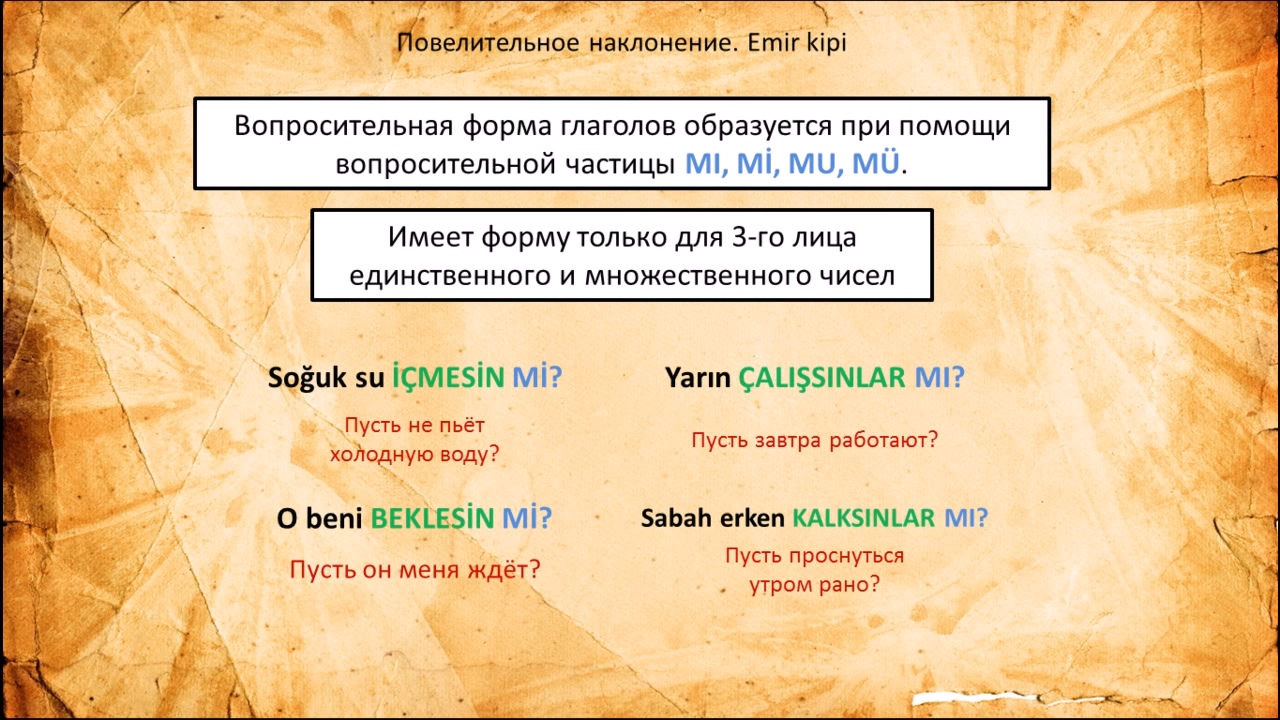 Повелительное наклонение. Emir kipi
Вопросительная форма глаголов образуется при помощи
вопросительной частицы MI, Mİ, MU, MÜ.
Имеет форму только для 3-го лица
единственного и множественного чисел
Soğuk su İÇMESİN Mİ?
Пусть не пьёт
холодную воду?
Yarın ÇALIŞSINLAR MI?
Пусть завтра работают?
O beni BEKLESİN Mİ?
Пусть он меня ждёт?
Sabah erken KALKSINLAR MI?
Пусть проснуться
утром рано?